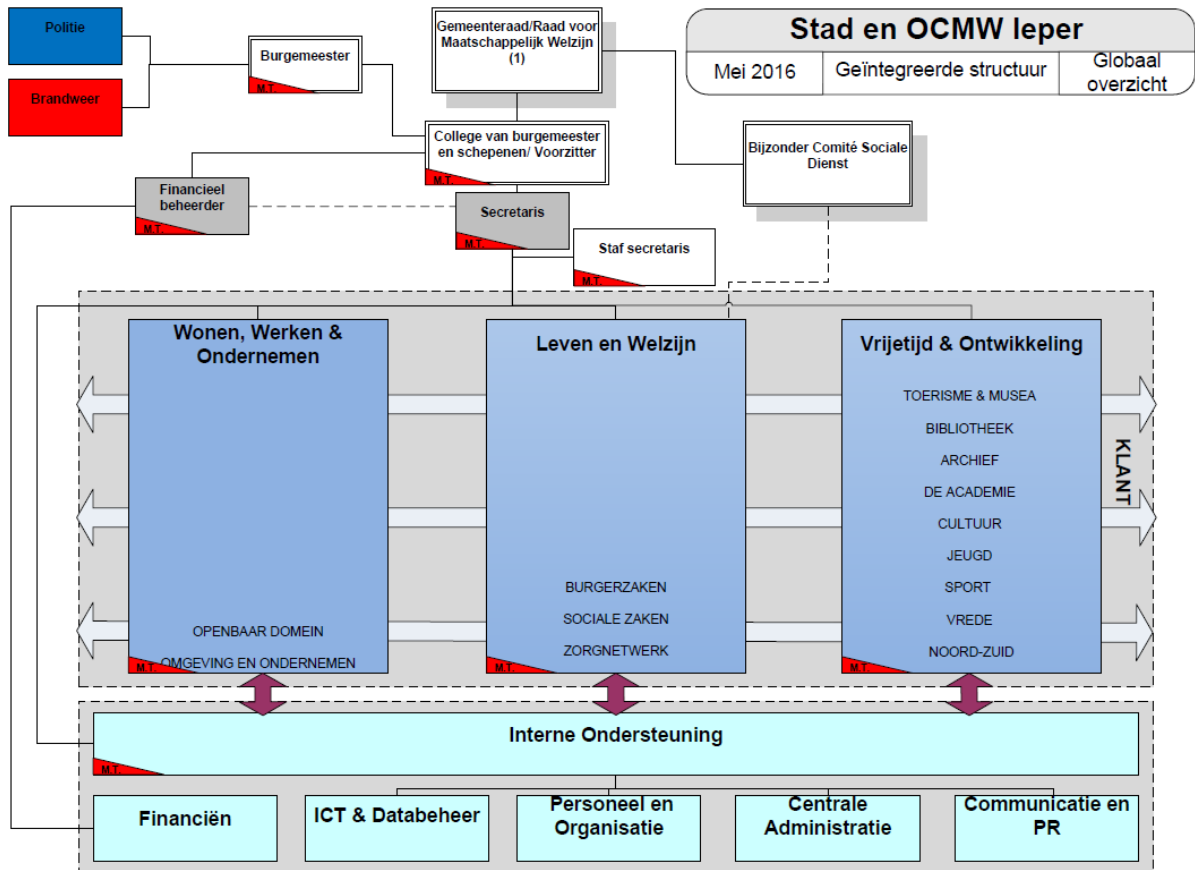 Stad en OCMW Ieper
Mei 2016
Geïntegreerde structuur
Globaal
overzicht
Politie
Brandweer
Burgemeester
M.T.
Gemeenteraad/Raad voor
Maatschappelijk Welzijn
(1)
College van burgemeester
en schepenen/ Voorzitter
M.T.
Bijzonder Comité Sociale
Dienst
Financieel
beheerder
M.T.
Secretaris
M.T.
Staf secretaris
M.T.
Wonen, Werken &
Ondernemen
OPENBAAR DOMEIN
OMGEVING EN ONDERNEMEN
M.T.
Leven en Welzijn
BURGERZAKEN
SOCIALE ZAKEN
ZORGNETWERK
M.T.
Vrijetijd & Ontwikkeling
TOERISME & MUSEA
BIBLIOTHEEK
ARCHIEF
DE ACADEMIE
CULTUUR
JEUGD
SPORT
VREDE
NOORD-ZUID
M.T.
KLANT
Interne Ondersteuning
M.T.
Financiën
ICT & Databeheer
Personeel en
Organisatie
Centrale
Administratie
Communicatie en
PR